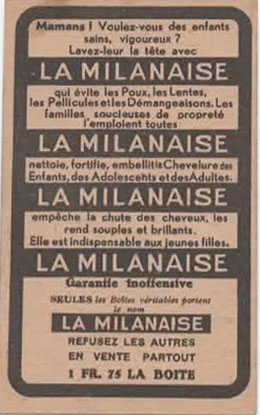 Mamans ! Voulez-vous des enfants
sains, vigoureux ?
Lavez-leur la tête avec
LA MILANAISE
qui évite les Poux, les Lentes,
les Pellicules et les Démangeaisons. Les
familles, soucieuses de propreté
l'emploient toutes
LA MILANAISE
nettoie, fortifie, embellit la Chevelure des
Enfants, des Adolescents et des Adultes.
LA MILANAISE
empêche la chute des cheveux, les
rend souples et brillants.
Elle est indispensable aux jeunes filles.
LA MILANAISE
Garantie inoffensive
SEULES les Boîtes véritables portent
le nom
LA MILANAISE
REFUSEZ LES AUTRES
EN VENTE PARTOUT
1 FR. 75 LA BOITE